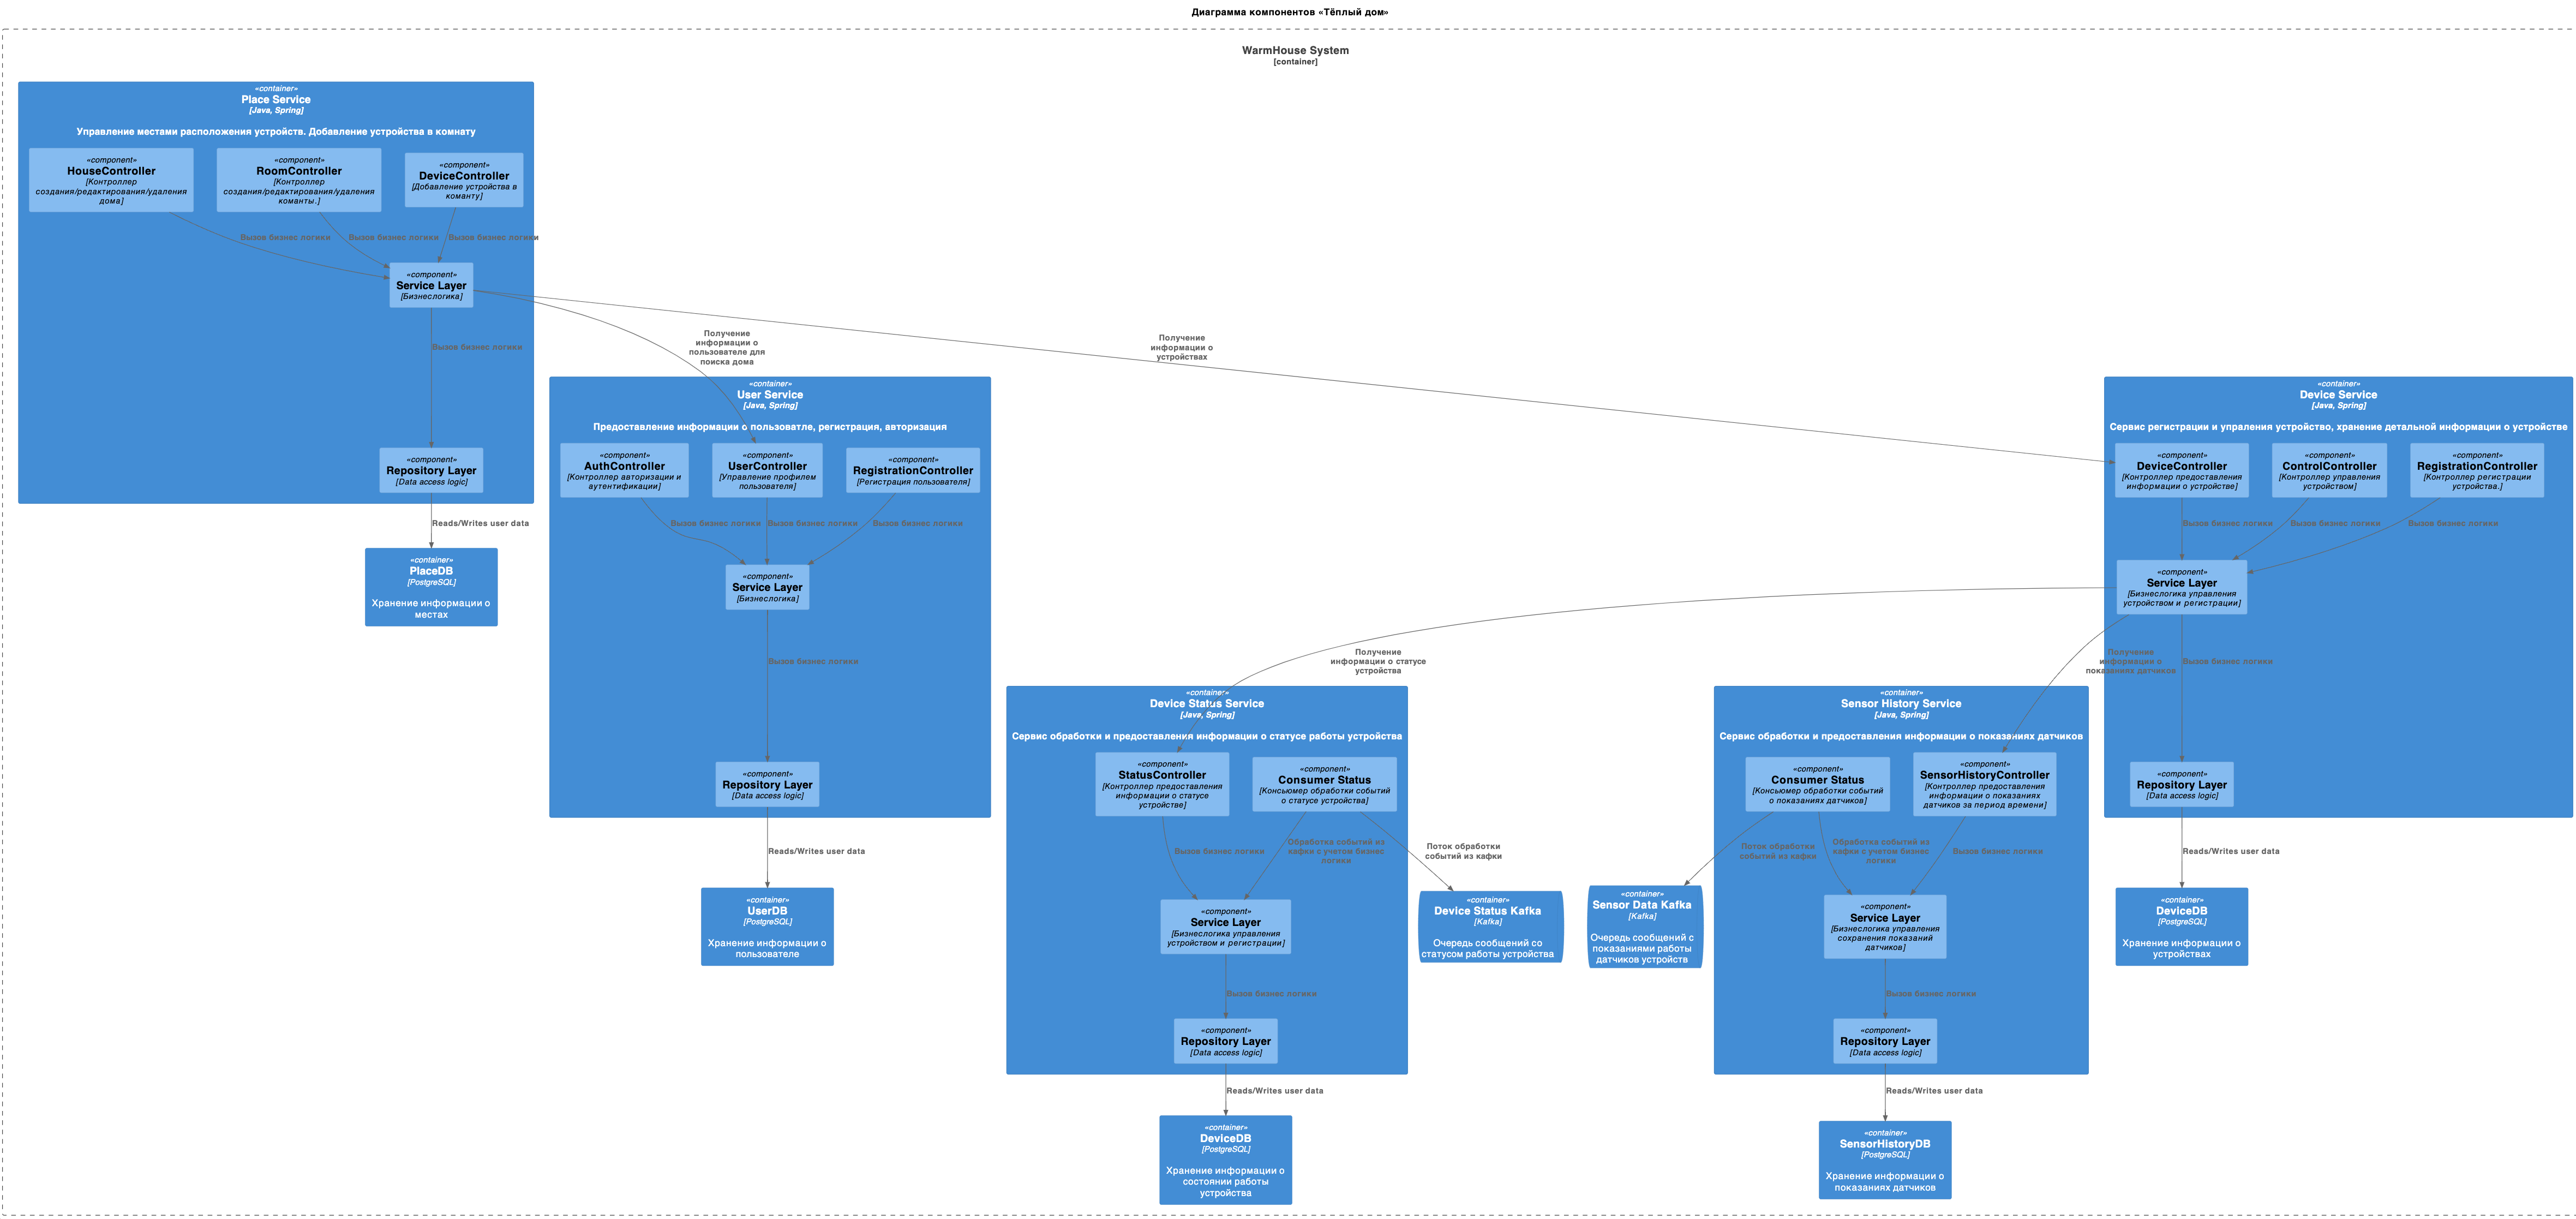 Диаграмма компонентов «Тёплый дом»
WarmHouse System
[container]
«container»
Place Service
[Java, Spring]
Управление местами расположения устройств. Добавление устройства в комнату
«component»
HouseController
[Контроллер
создания/редактирования/удаления
дома]
«component»
RoomController
[Контроллер
создания/редактирования/удаления
команты.]
«component»
DeviceController
[Добавление устройства в
команту]
Вызов бизнес логики
Вызов бизнес логики
Вызов бизнес логики
«component»
Service Layer
[Бизнеслогика]
Вызов бизнес логики
«component»
Repository Layer
[Data access logic]
Reads/Writes user data
«container»
PlaceDB
[PostgreSQL]
Хранение информации о
местах
Получение
информации о
пользователе для
поиска дома
Получение
информации о
устройствах
«container»
User Service
[Java, Spring]
Предоставление информации о пользоватле, регистрация, авторизация
«component»
AuthController
[Контроллер авторизации и
аутентификации]
«component»
UserController
[Управление профилем
пользователя]
«component»
RegistrationController
[Регистрация пользователя]
Вызов бизнес логики
Вызов бизнес логики
Вызов бизнес логики
«component»
Service Layer
[Бизнеслогика]
Вызов бизнес логики
«component»
Repository Layer
[Data access logic]
Reads/Writes user data
«container»
UserDB
[PostgreSQL]
Хранение информации о
пользователе
«container»
Device Service
[Java, Spring]
Сервис регистрации и упраления устройство, хранение детальной информации о устройстве
«component»
DeviceController
[Контроллер предоставления
информации о устройстве]
«component»
ControlController
[Контроллер управления
устройством]
«component»
RegistrationController
[Контроллер регистрации
устройства.]
Вызов бизнес логики
Вызов бизнес логики
Вызов бизнес логики
«component»
Service Layer
[Бизнеслогика управления
устройством и регистрации]
Получение
информации о статусе
устройства
Получение
информации о
показаниях датчиков
Вызов бизнес логики
«component»
Repository Layer
[Data access logic]
Reads/Writes user data
«container»
DeviceDB
[PostgreSQL]
Хранение информации о
устройствах
«container»
Device Status Service
[Java, Spring]
Сервис обработки и предоставления информации о статусе работы устройства
«component»
StatusController
[Контроллер предоставления
информации о статусе
устройстве]
«component»
Consumer Status
[Консьюмер обработки событий
о статусе устройства]
Вызов бизнес логики
Обработка событий из
кафки с учетом бизнес
логики
Поток обработки
событий из кафки
«component»
Service Layer
[Бизнеслогика управления
устройством и регистрации]
«container»
Device Status Kafka
[Kafka]
Очередь сообщений со
статусом работы устройства
Вызов бизнес логики
«component»
Repository Layer
[Data access logic]
Reads/Writes user data
«container»
DeviceDB
[PostgreSQL]
Хранение информации о
состоянии работы
устройства
«container»
Sensor History Service
[Java, Spring]
Сервис обработки и предоставления информации о показаниях датчиков
«component»
Consumer Status
[Консьюмер обработки событий
о показаниях датчиков]
«component»
SensorHistoryController
[Контроллер предоставления
информации о показаниях
датчиков за период времени]
Поток обработки
событий из кафки
Обработка событий из
кафки с учетом бизнес
логики
Вызов бизнес логики
«container»
Sensor Data Kafka
[Kafka]
Очередь сообщений с
показаниями работы
датчиков устройств
«component»
Service Layer
[Бизнеслогика управления
сохранения показаний
датчиков]
Вызов бизнес логики
«component»
Repository Layer
[Data access logic]
Reads/Writes user data
«container»
SensorHistoryDB
[PostgreSQL]
Хранение информации о
показаниях датчиков